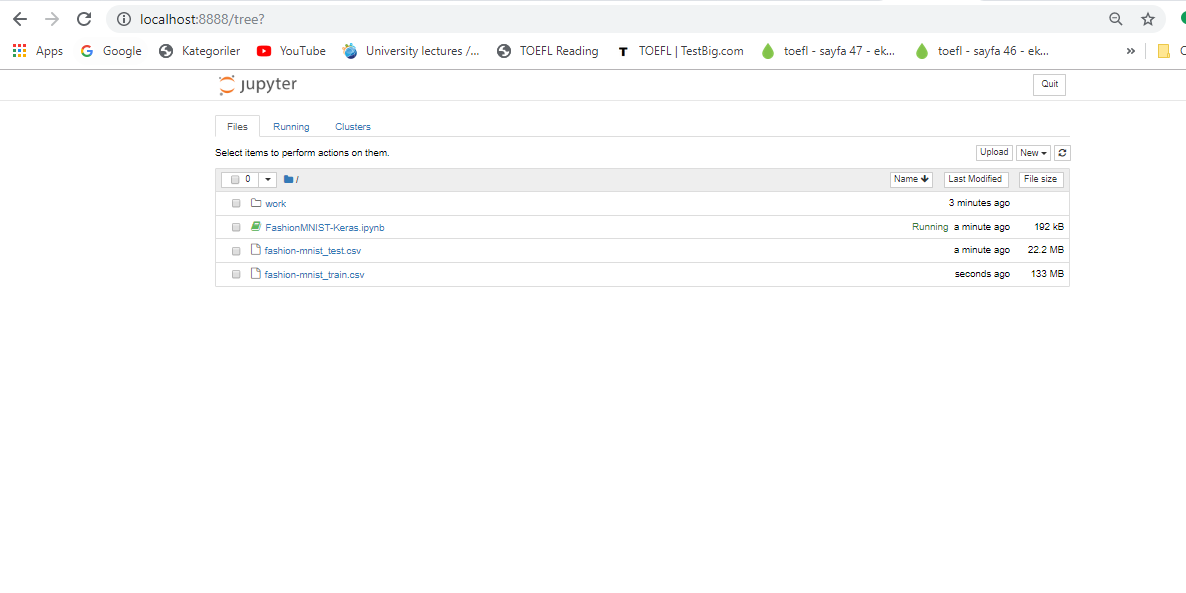 localhost:8888/tree?
Apps Google Kategoriler YouTube University lectures /... TOEFL Reading T TOEFL | TestBig.com toefl - sayfa 47 - ek... toefl - sayfa 46 - ek... »
jupyter Quit
Files Running Clusters
Select items to perform actions on them. Upload New
0 / Name Last Modified File size
work 3 minutes ago
FashionMNIST-Keras.ipynb Running a minute ago 192 kB
fashion-mnist_test.csv a minute ago 22.2 MB
fashion-mnist_train.csv seconds ago 133 MB